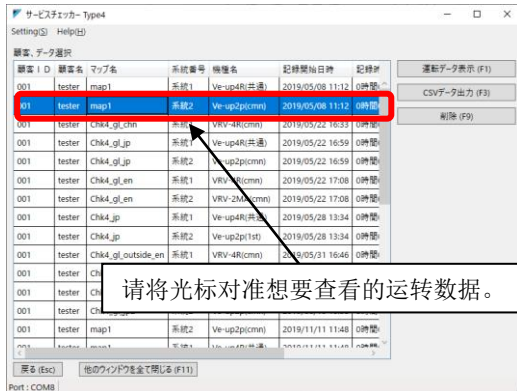 サービスチェッカー Type4
Setting(S) Help(H)
顧客、データ選択
顧客ID 顧客名 マップ名 系統番号 機種名 記録開始日時
運転データ表示 (F1)
001 tester map1 系統1 Ve-up4R(共通) 2019/05/08 11:12 0時間
CSVデータ出力 (F3)
001 tester map1 系統2 Ve-up2p(cmn) 2019/05/08 11:12 0時間
削除 (F9)
001 tester Chk4_gl_chn 系統1 VRV-4R(cmn) 2019/05/22 16:33 0時間
001 tester Chk4_gl_jp 系統1 Ve-up4R(共通) 2019/05/22 16:59 0時間
001 tester Chk4_gl_jp 系統2 Ve-up2p(cmn) 2019/05/22 16:59 0時間
001 tester Chk4_gl_en 系統1 VRV-4R(cmn) 2019/05/22 17:08 0時間
001 tester Chk4_gl_en 系統2 VRV-2MA(cmn) 2019/05/22 17:08 0時間
001 tester Chk4_jp 系統1 Ve-up4R(共通) 2019/05/28 13:34 0時間
001 tester Chk4_jp 系統2 Ve-up2p(1st) 2019/05/28 13:34 0時間
001 tester Chk4_gl_outside_en 系統1 VRV-4R(cmn) 2019/05/31 16:46 0時間
001 tester
请将光标对准想要查看的运转数据。
001 tester
001 tester map1 系統2 Ve-up2p(cmn) 2019/11/11 11:48 0時間
戻る (Esc) 他のウィンドウを全て閉じる (F11)
Port : COM8